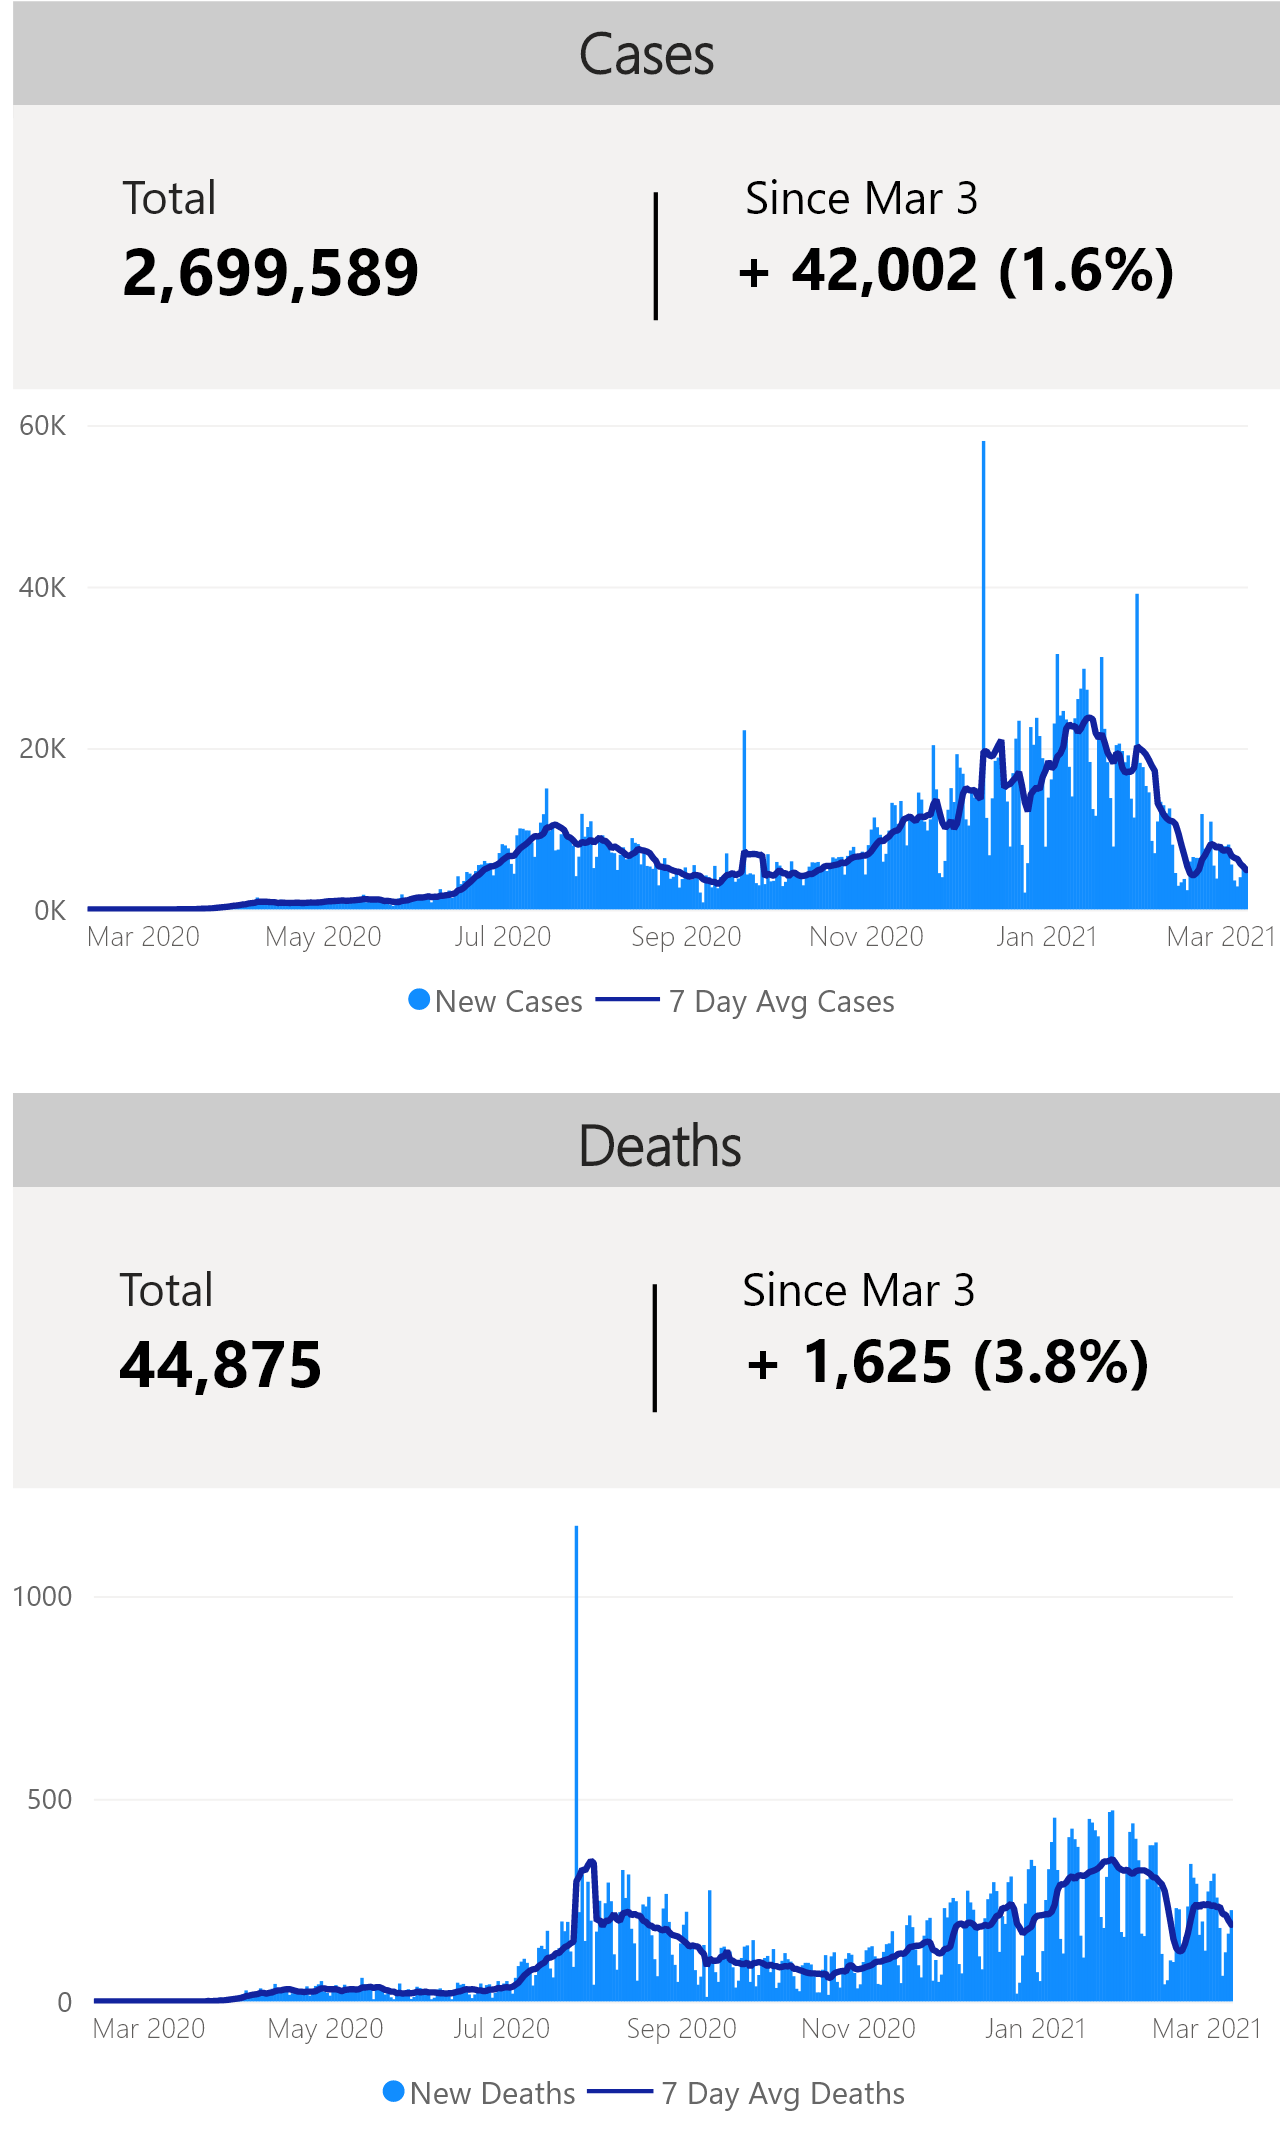 Cases
Total
Since Mar 3
2,699,589
+ 42,002 (1.6%)
60K
40K
20K
0K
Mar 2020 May 2020 Jul 2020 Sep 2020 Nov 2020 Jan 2021 Mar 2021
New Cases 7 Day Avg Cases
Deaths
Total
Since Mar 3
44,875
+ 1,625 (3.8%)
1000
500
0
Mar 2020 May 2020 Jul 2020 Sep 2020 Nov 2020 Jan 2021 Mar 2021
New Deaths 7 Day Avg Deaths